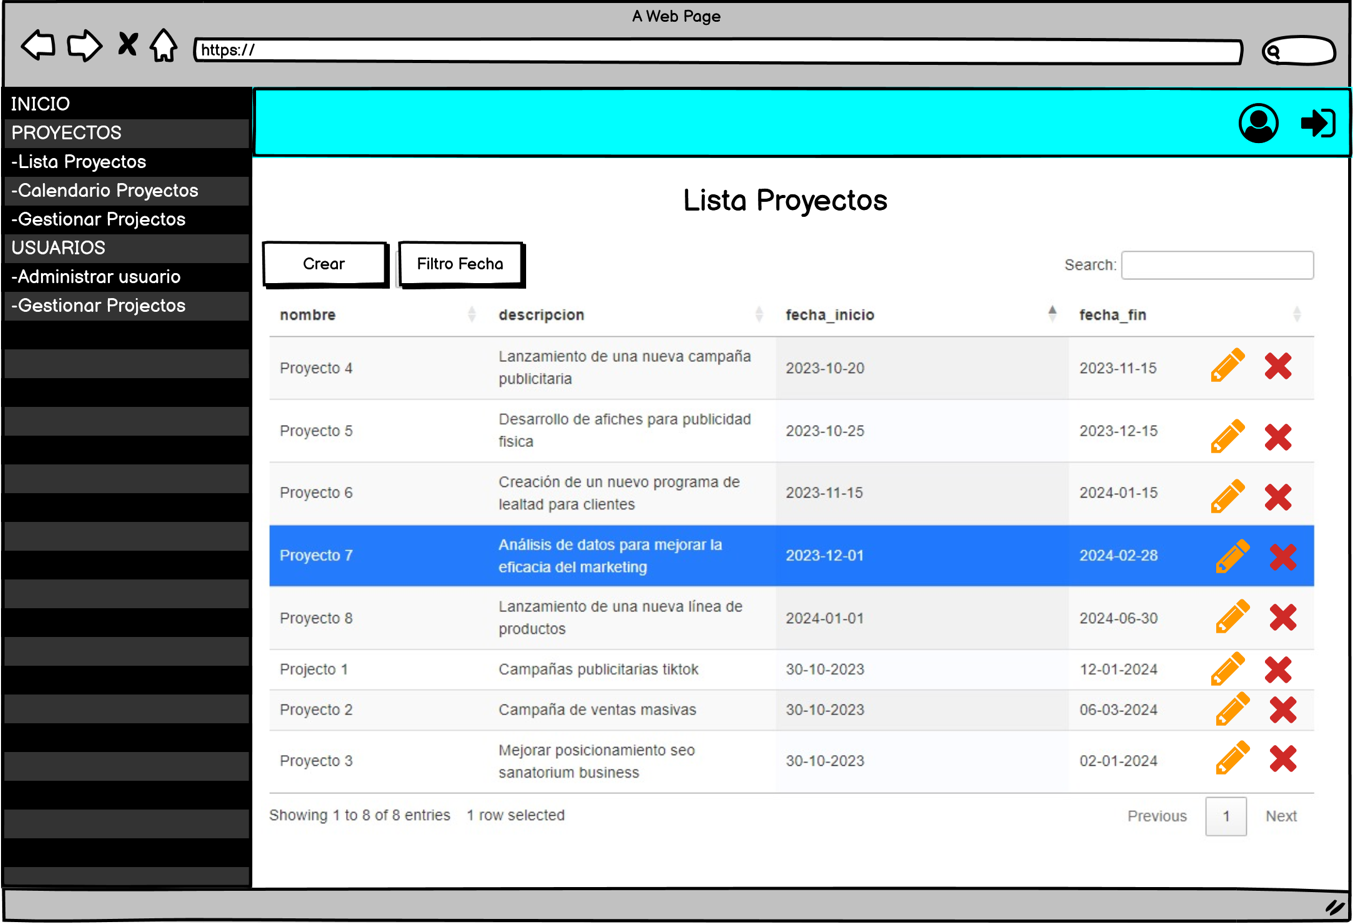 A Web Page
https://
INICIO
PROYECTOS
-Lista Proyectos
-Calendario Proyectos
-Gestionar Projectos
USUARIOS
-Administrar usuario
-Gestionar Projectos
Lista Proyectos
Crear
Filtro Fecha
Search:
nombre descripcion fecha_inicio fecha_fin
Proyecto 4 Lanzamiento de una nueva campaña
publicitaria 2023-10-20 2023-11-15
Proyecto 5 Desarrollo de afiches para publicidad
fisica 2023-10-25 2023-12-15
Proyecto 6 Creación de un nuevo programa de
lealtad para clientes 2023-11-15 2024-01-15
Proyecto 7 Análisis de datos para mejorar la
eficacia del marketing 2023-12-01 2024-02-28
Proyecto 8 Lanzamiento de una nueva línea de
productos 2024-01-01 2024-06-30
Projecto 1 Campañas publicitarias tiktok 30-10-2023 12-01-2024
Proyecto 2 Campaña de ventas masivas 30-10-2023 06-03-2024
Proyecto 3 Mejorar posicionamiento seo
sanatorium business 30-10-2023 02-01-2024
Showing 1 to 8 of 8 entries 1 row selected
Previous 1 Next